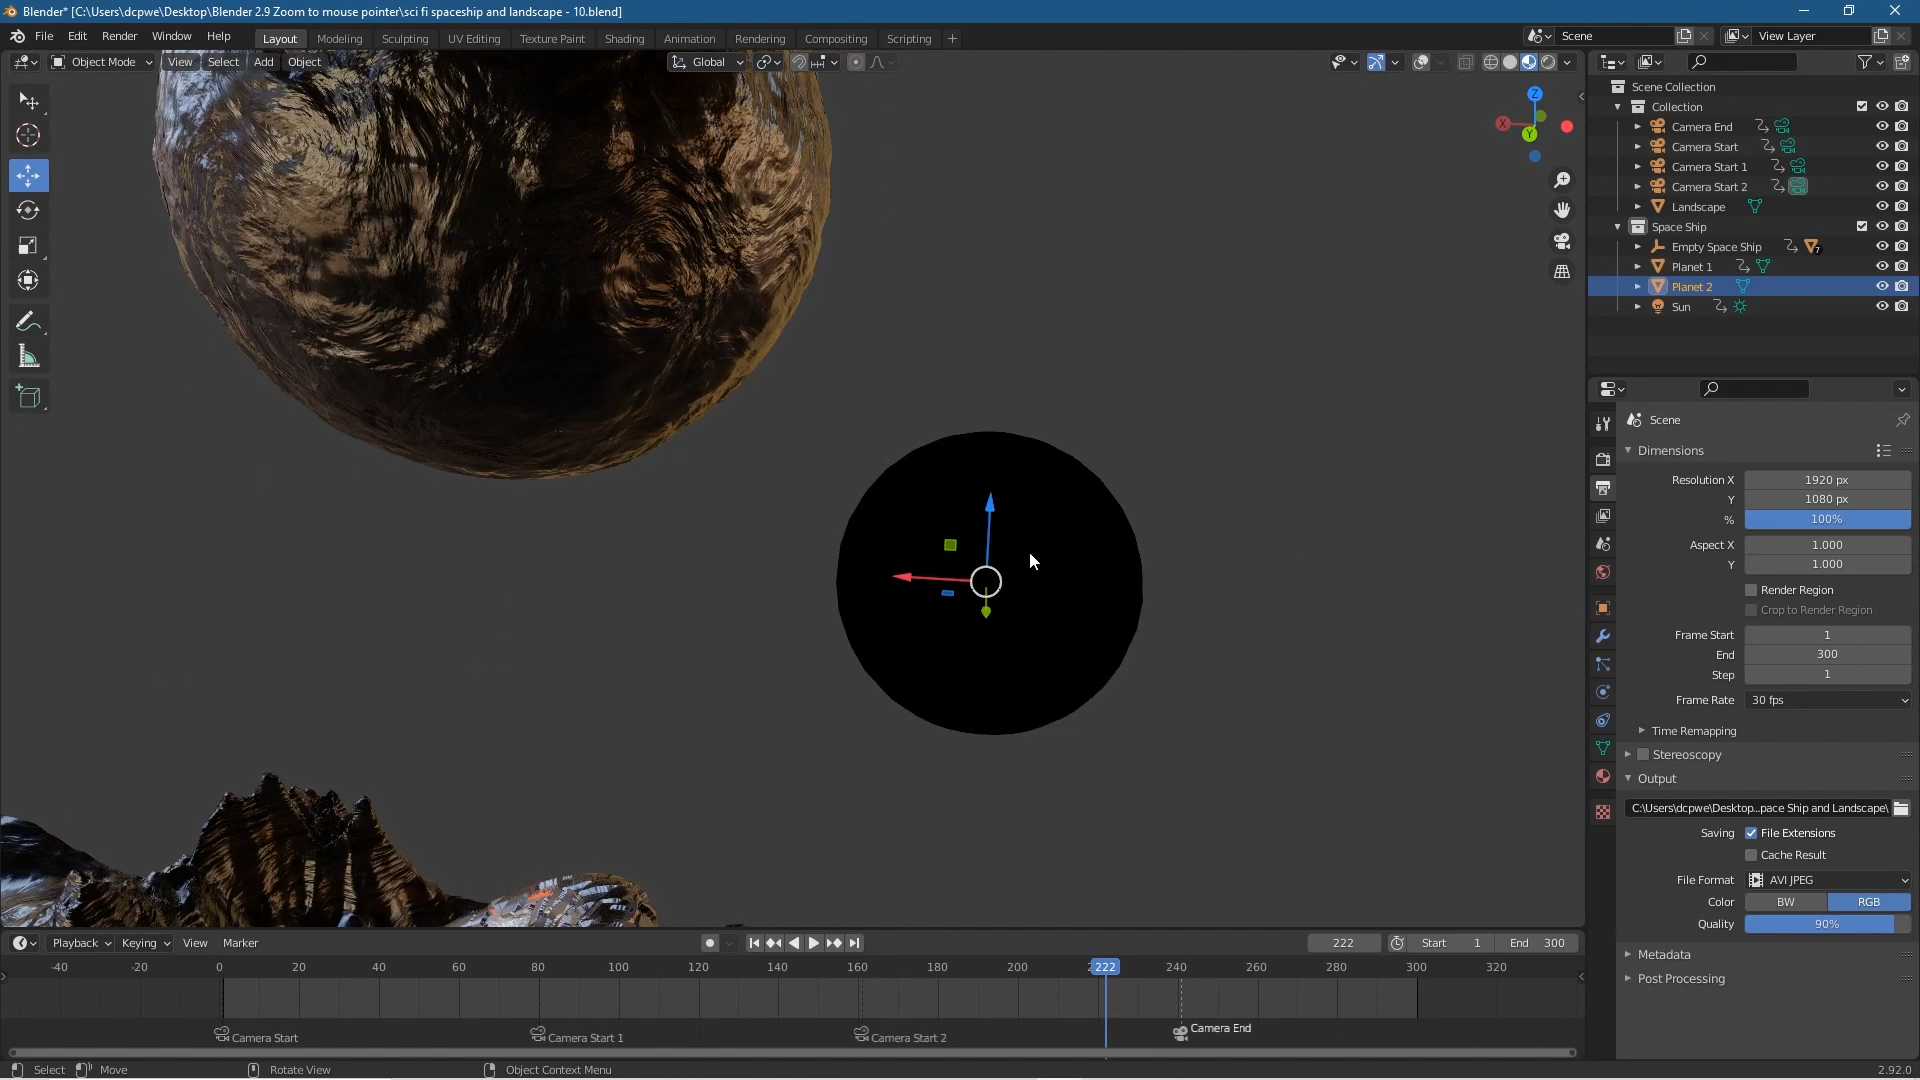 Blender* [C:\Users\dcpwe\Desktop\Blender 2.9 Zoom to mouse pointer\sci fi spaceship and landscape - 10.blend]
File Edit Render Window Help Layout Modeling Sculpting UV Editing Texture Paint Shading Animation Rendering Compositing Scripting + Scene View Layer
Object Mode View Select Add Object Global
Scene Collection
Collection
Camera End
Camera Start
Camera Start 1
Camera Start 2
Landscape
Space Ship
Empty Space Ship 7
Planet 1
Planet 2
Sun
Z
X
Y
Scene
Dimensions
Resolution X 1920 px
Y 1080 px
% 100%
Aspect X 1.000
Y 1.000
Render Region
Crop to Render Region
Frame Start 1
End 300
Step 1
Frame Rate 30 fps
Time Remapping
Stereoscopy
Output
C:\Users\dcpwe\Desktop...pace Ship and Landscape\
Saving File Extensions
Cache Result
File Format AVI JPEG
Color BW RGB
Quality 90%
Metadata
Post Processing
Playback Keying View Marker 222 Start 1 End 300
-40 -20 0 20 40 60 80 100 120 140 160 180 200 222 240 260 280 300 320
Camera Start Camera Start 1 Camera Start 2 Camera End
Select Move Rotate View Object Context Menu 2.92.0